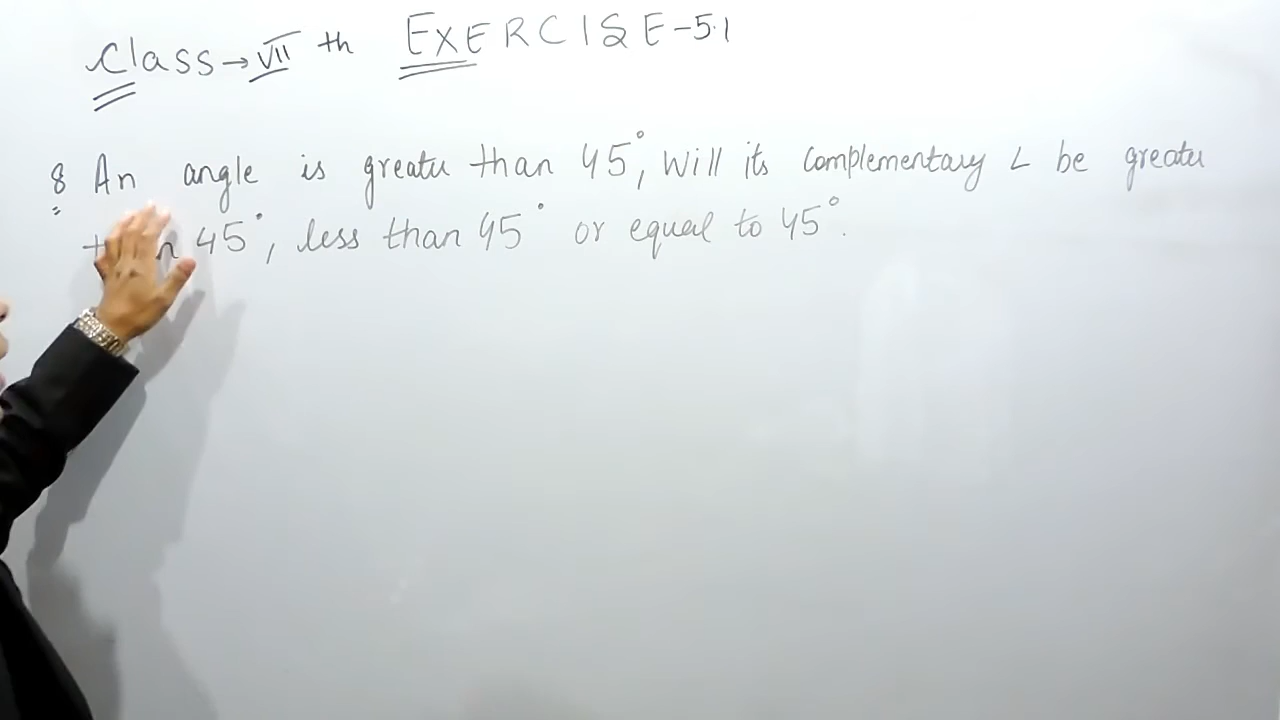 Class → VII th EXERCISE-5.1
8 An angle is greater than 45°, Will its Complementary ∠ be greater
than 45°, less than 45° or equal to 45°.